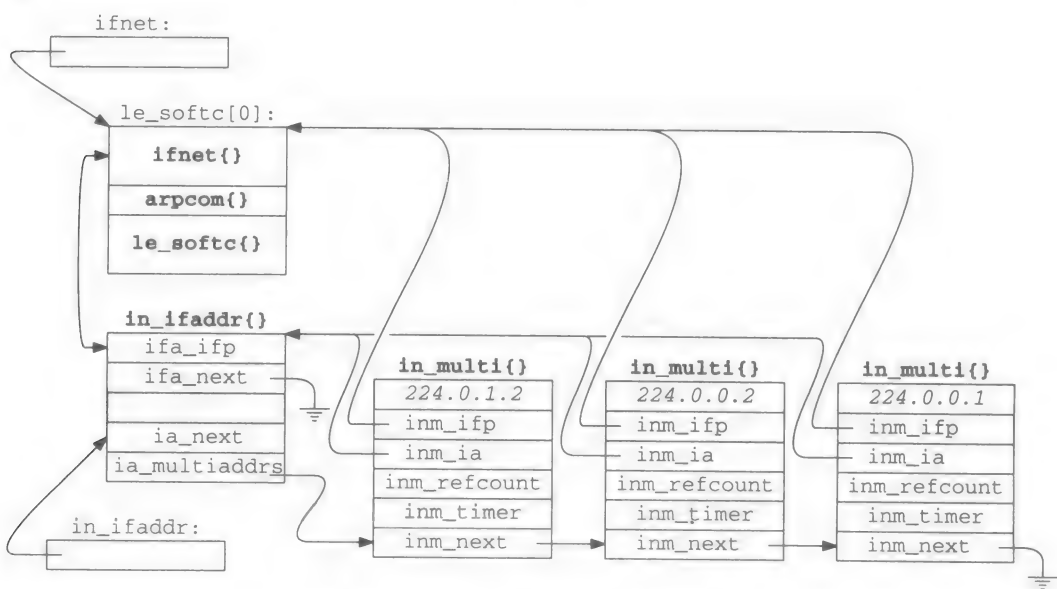 ifnet:
le_softc[0]:
ifnet{}
arpcom{}
le_softc{}
in_ifaddr{}
ifa_ifp
ifa_next
ia_next
ia_multiaddrs
in_ifaddr:
in_multi{}
224.0.1.2
inm_ifp
inm_ia
inm_refcount
inm_timer
inm_next
in_multi{}
224.0.0.2
inm_ifp
inm_ia
inm_refcount
inm_timer
inm_next
in_multi{}
224.0.0.1
inm_ifp
inm_ia
inm_refcount
inm_timer
inm_next